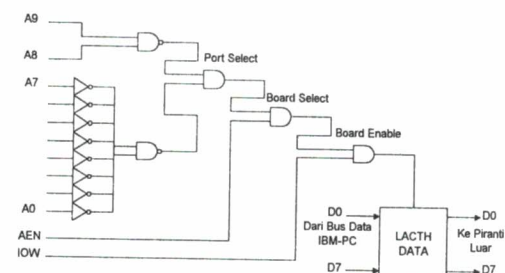 A9
A8
Port Select
A7
Board Select
Board Enable
A0
AEN
iOW
D0
Dari Bus Data
IBM-PC
D7
LACTH
DATA
D0
Ke Piranti
Luar
D7